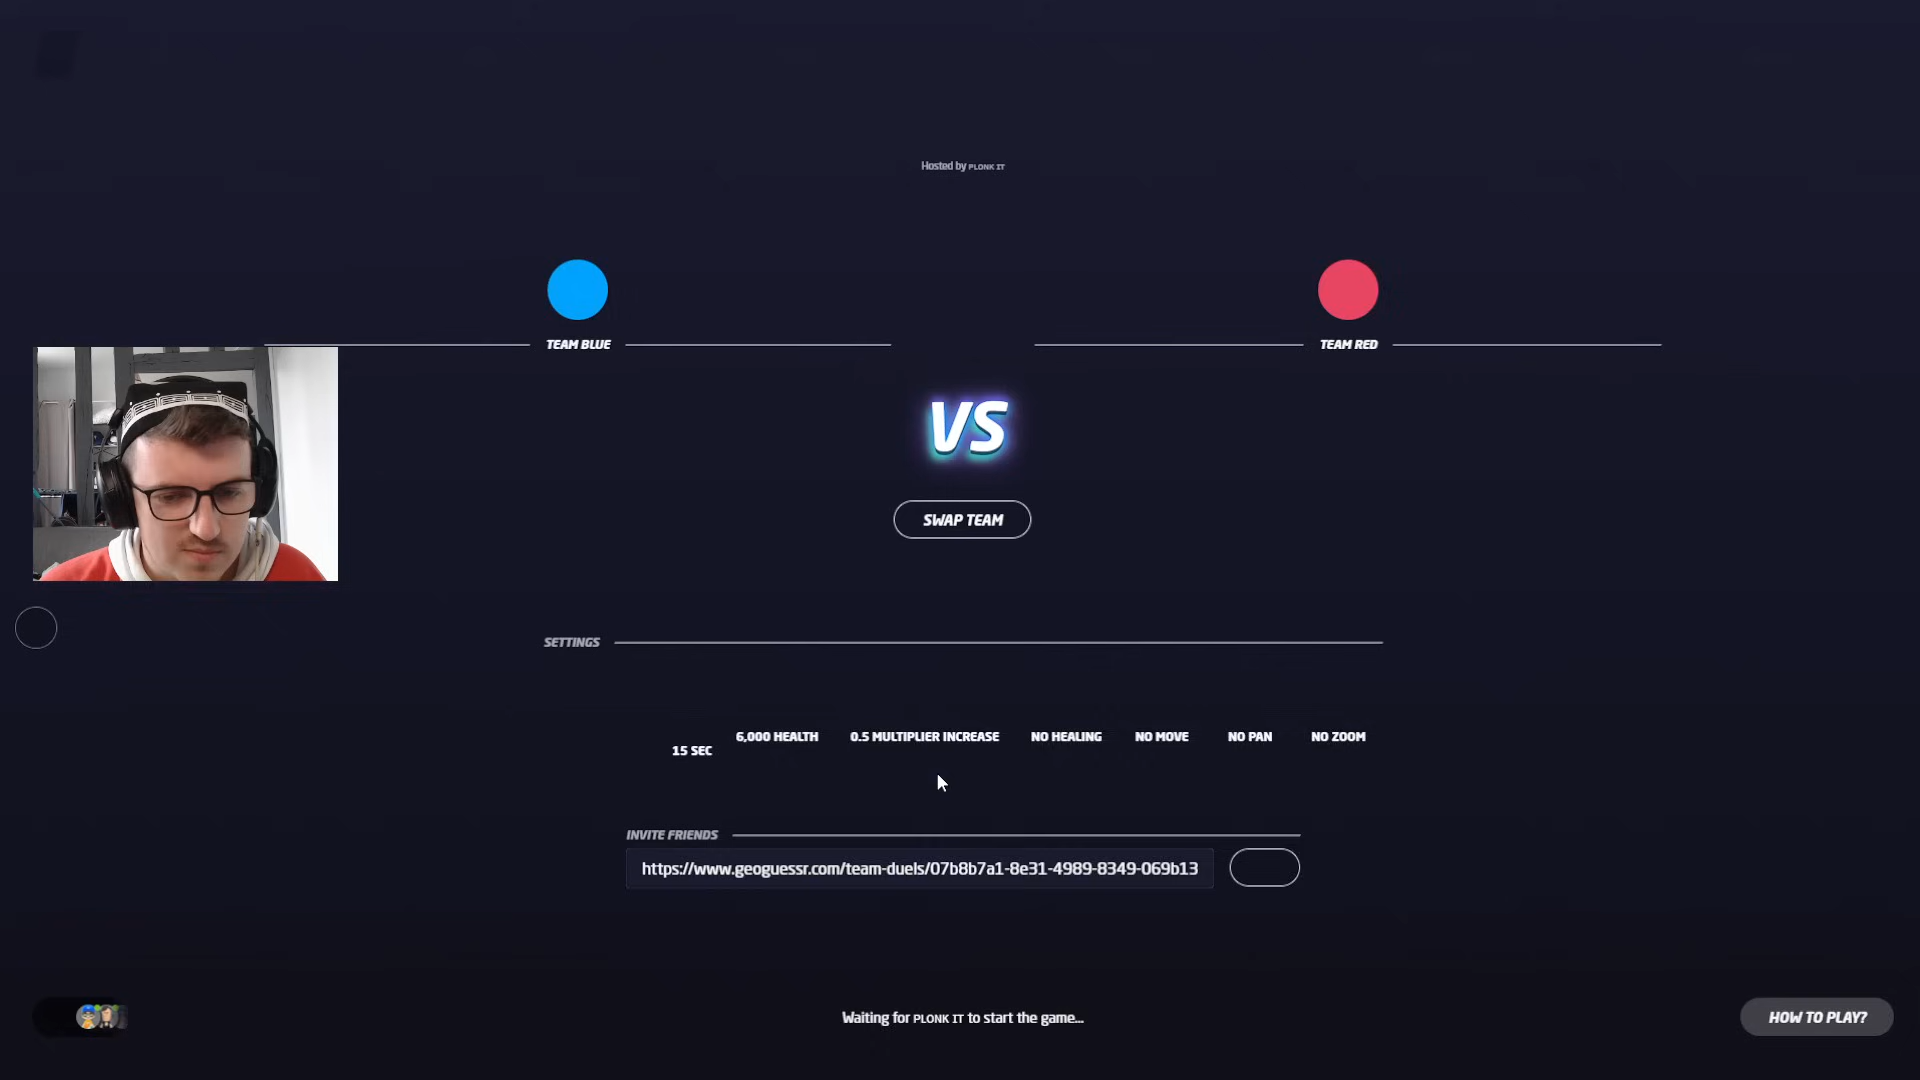 Hosted by PLONK IT
TEAM BLUE
TEAM RED
VS
SWAP TEAM
SETTINGS
15 SEC
6,000 HEALTH
0.5 MULTIPLIER INCREASE
NO HEALING
NO MOVE
NO PAN
NO ZOOM
INVITE FRIENDS
https://www.geoguessr.com/team-duels/07b8b7a1-8e31-4989-8349-069b13
Waiting for PLONK IT to start the game...
HOW TO PLAY?